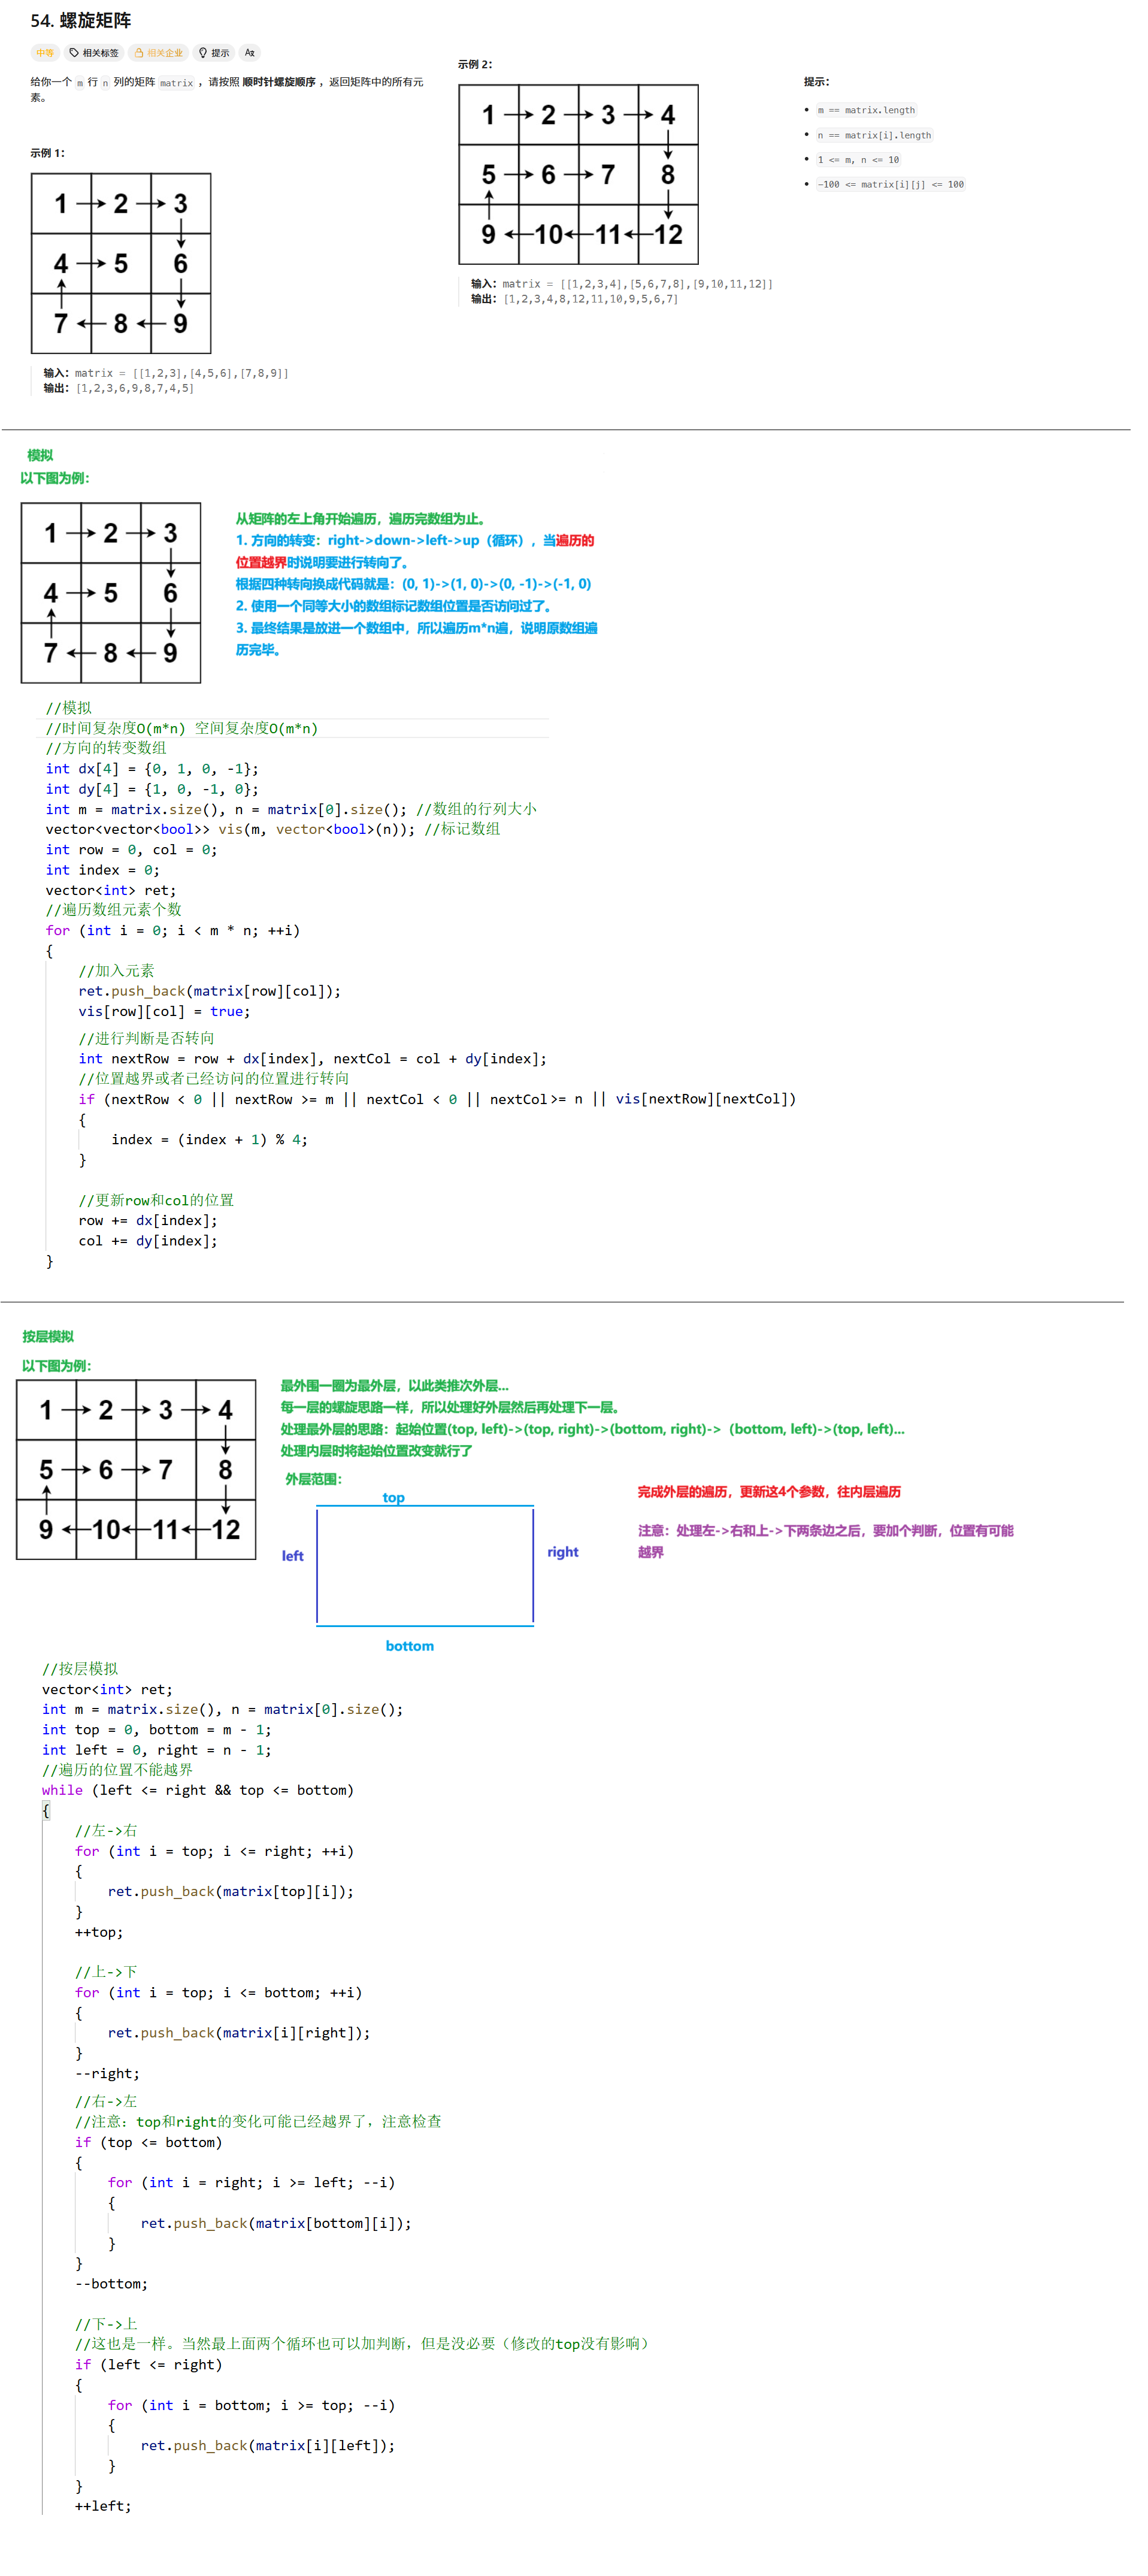 54. 螺旋矩阵
中等 相关标签 相关企业 提示 Aあ
给你一个 m 行 n 列的矩阵 matrix ，请按照 顺时针螺旋顺序 ，返回矩阵中的所有元
素。
示例 1：
1 2 3
4 5 6
7 8 9
输入：matrix = [[1,2,3],[4,5,6],[7,8,9]]
输出：[1,2,3,6,9,8,7,4,5]
示例 2：
1 2 3 4
5 6 7 8
9 10 11 12
输入：matrix = [[1,2,3,4],[5,6,7,8],[9,10,11,12]]
输出：[1,2,3,4,8,12,11,10,9,5,6,7]
提示：
m == matrix.length
n == matrix[i].length
1 <= m, n <= 10
-100 <= matrix[i][j] <= 100
模拟
以下图为例：
1 2 3
4 5 6
7 8 9
从矩阵的左上角开始遍历，遍历完数组为止。
1. 方向的转变：right->down->left->up（循环），当遍历的
位置越界时说明要进行转向了。
根据四种转向换成代码就是：(0, 1)->(1, 0)->(0, -1)->(-1, 0)
2. 使用一个同等大小的数组标记数组位置是否访问过了。
3. 最终结果是放进一个数组中，所以遍历m*n遍，说明原数组遍
历完毕。
//模拟
//时间复杂度O(m*n) 空间复杂度O(m*n)
//方向的转变数组
int dx[4] = {0, 1, 0, -1};
int dy[4] = {1, 0, -1, 0};
int m = matrix.size(), n = matrix[0].size(); //数组的行列大小
vector<vector<bool>> vis(m, vector<bool>(n)); //标记数组
int row = 0, col = 0;
int index = 0;
vector<int> ret;
//遍历数组元素个数
for (int i = 0; i < m * n; ++i)
{
//加入元素
ret.push_back(matrix[row][col]);
vis[row][col] = true;
//进行判断是否转向
int nextRow = row + dx[index], nextCol = col + dy[index];
//位置越界或者已经访问的位置进行转向
if (nextRow < 0 || nextRow >= m || nextCol < 0 || nextCol >= n || vis[nextRow][nextCol])
{
index = (index + 1) % 4;
}
//更新row和col的位置
row += dx[index];
col += dy[index];
}
按层模拟
以下图为例：
1 2 3 4
5 6 7 8
9 10 11 12
最外围一圈为最外层，以此类推次外层...
每一层的螺旋思路一样，所以处理好外层然后再处理下一层。
处理最外层的思路：起始位置(top, left)->(top, right)->(bottom, right)->（bottom, left)->(top, left)...
处理内层时将起始位置改变就行了
外层范围：
top
left
right
bottom
完成外层的遍历，更新这4个参数，往内层遍历
注意：处理左->右和上->下两条边之后，要加个判断，位置有可能
越界
//按层模拟
vector<int> ret;
int m = matrix.size(), n = matrix[0].size();
int top = 0, bottom = m - 1;
int left = 0, right = n - 1;
//遍历的位置不能越界
while (left <= right && top <= bottom)
{
//左->右
for (int i = top; i <= right; ++i)
{
ret.push_back(matrix[top][i]);
}
++top;
//上->下
for (int i = top; i <= bottom; ++i)
{
ret.push_back(matrix[i][right]);
}
--right;
//右->左
//注意：top和right的变化可能已经越界了，注意检查
if (top <= bottom)
{
for (int i = right; i >= left; --i)
{
ret.push_back(matrix[bottom][i]);
}
}
--bottom;
//下->上
//这也是一样。当然最上面两个循环也可以加判断，但是没必要（修改的top没有影响）
if (left <= right)
{
for (int i = bottom; i >= top; --i)
{
ret.push_back(matrix[i][left]);
}
}
++left;